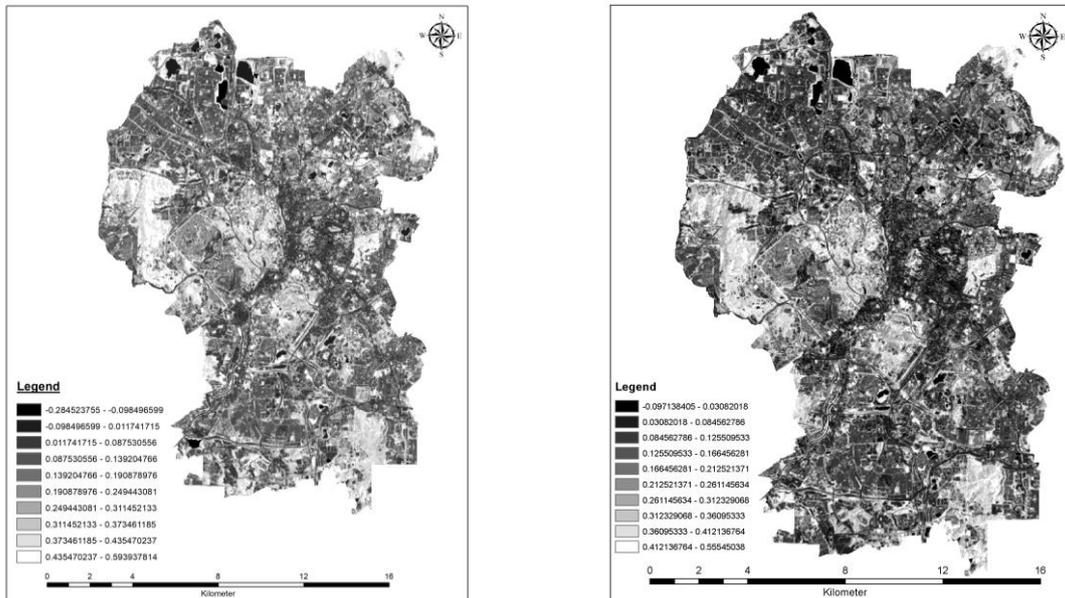 N
W E
S
Legend
-0.284523755 - -0.098496599
-0.098496599 - 0.011741715
0.011741715 - 0.087530556
0.087530556 - 0.139204766
0.139204766 - 0.190878976
0.190878976 - 0.249443081
0.249443081 - 0.311452133
0.311452133 - 0.373461185
0.373461185 - 0.435470237
0.435470237 - 0.593937814
0 2 4 8 12 16
Kilometer
N
W E
S
Legend
-0.097138405 - 0.03082018
0.03082018 - 0.084562786
0.084562786 - 0.125509533
0.125509533 - 0.166456281
0.166456281 - 0.212521371
0.212521371 - 0.261145634
0.261145634 - 0.312329068
0.312329068 - 0.36095333
0.36095333 - 0.412136764
0.412136764 - 0.55545038
0 2 4 8 12 16
Kilometer